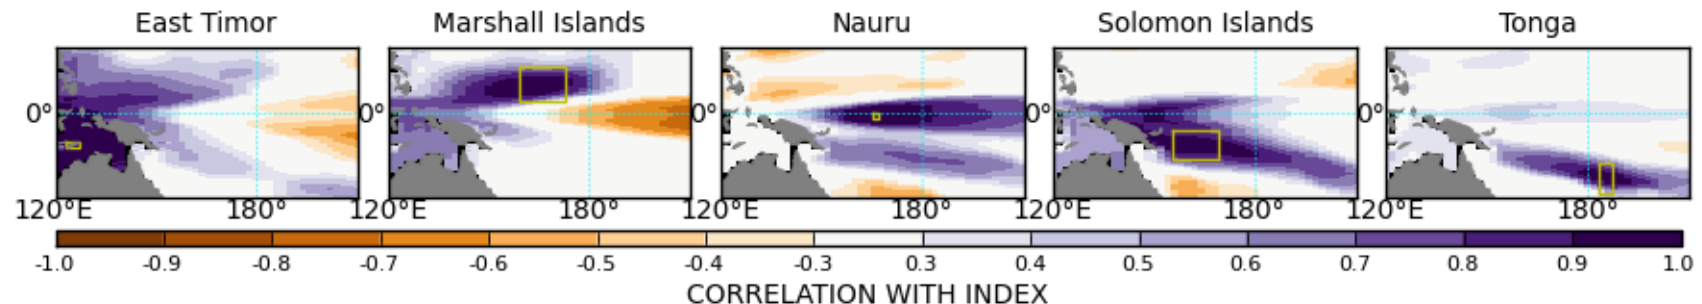 East Timor Marshall Islands Nauru Solomon Islands Tonga
0° 0° 0° 0° 0°
120°E 180° 120°E 180° 120°E 180° 120°E 180° 120°E 180°
-1.0 -0.9 -0.8 -0.7 -0.6 -0.5 -0.4 -0.3 0.3 0.4 0.5 0.6 0.7 0.8 0.9 1.0
CORRELATION WITH INDEX